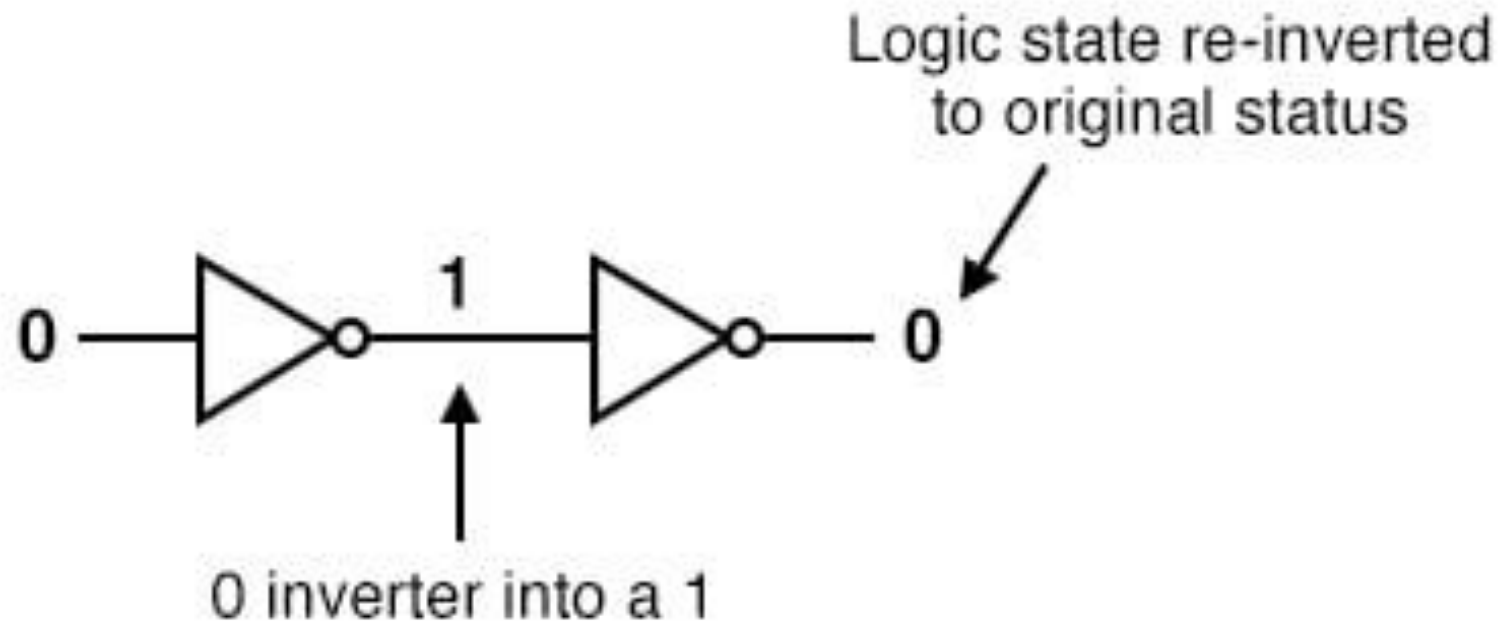 Logic state re-inverted
to original status
0
1
0
0 inverter into a 1